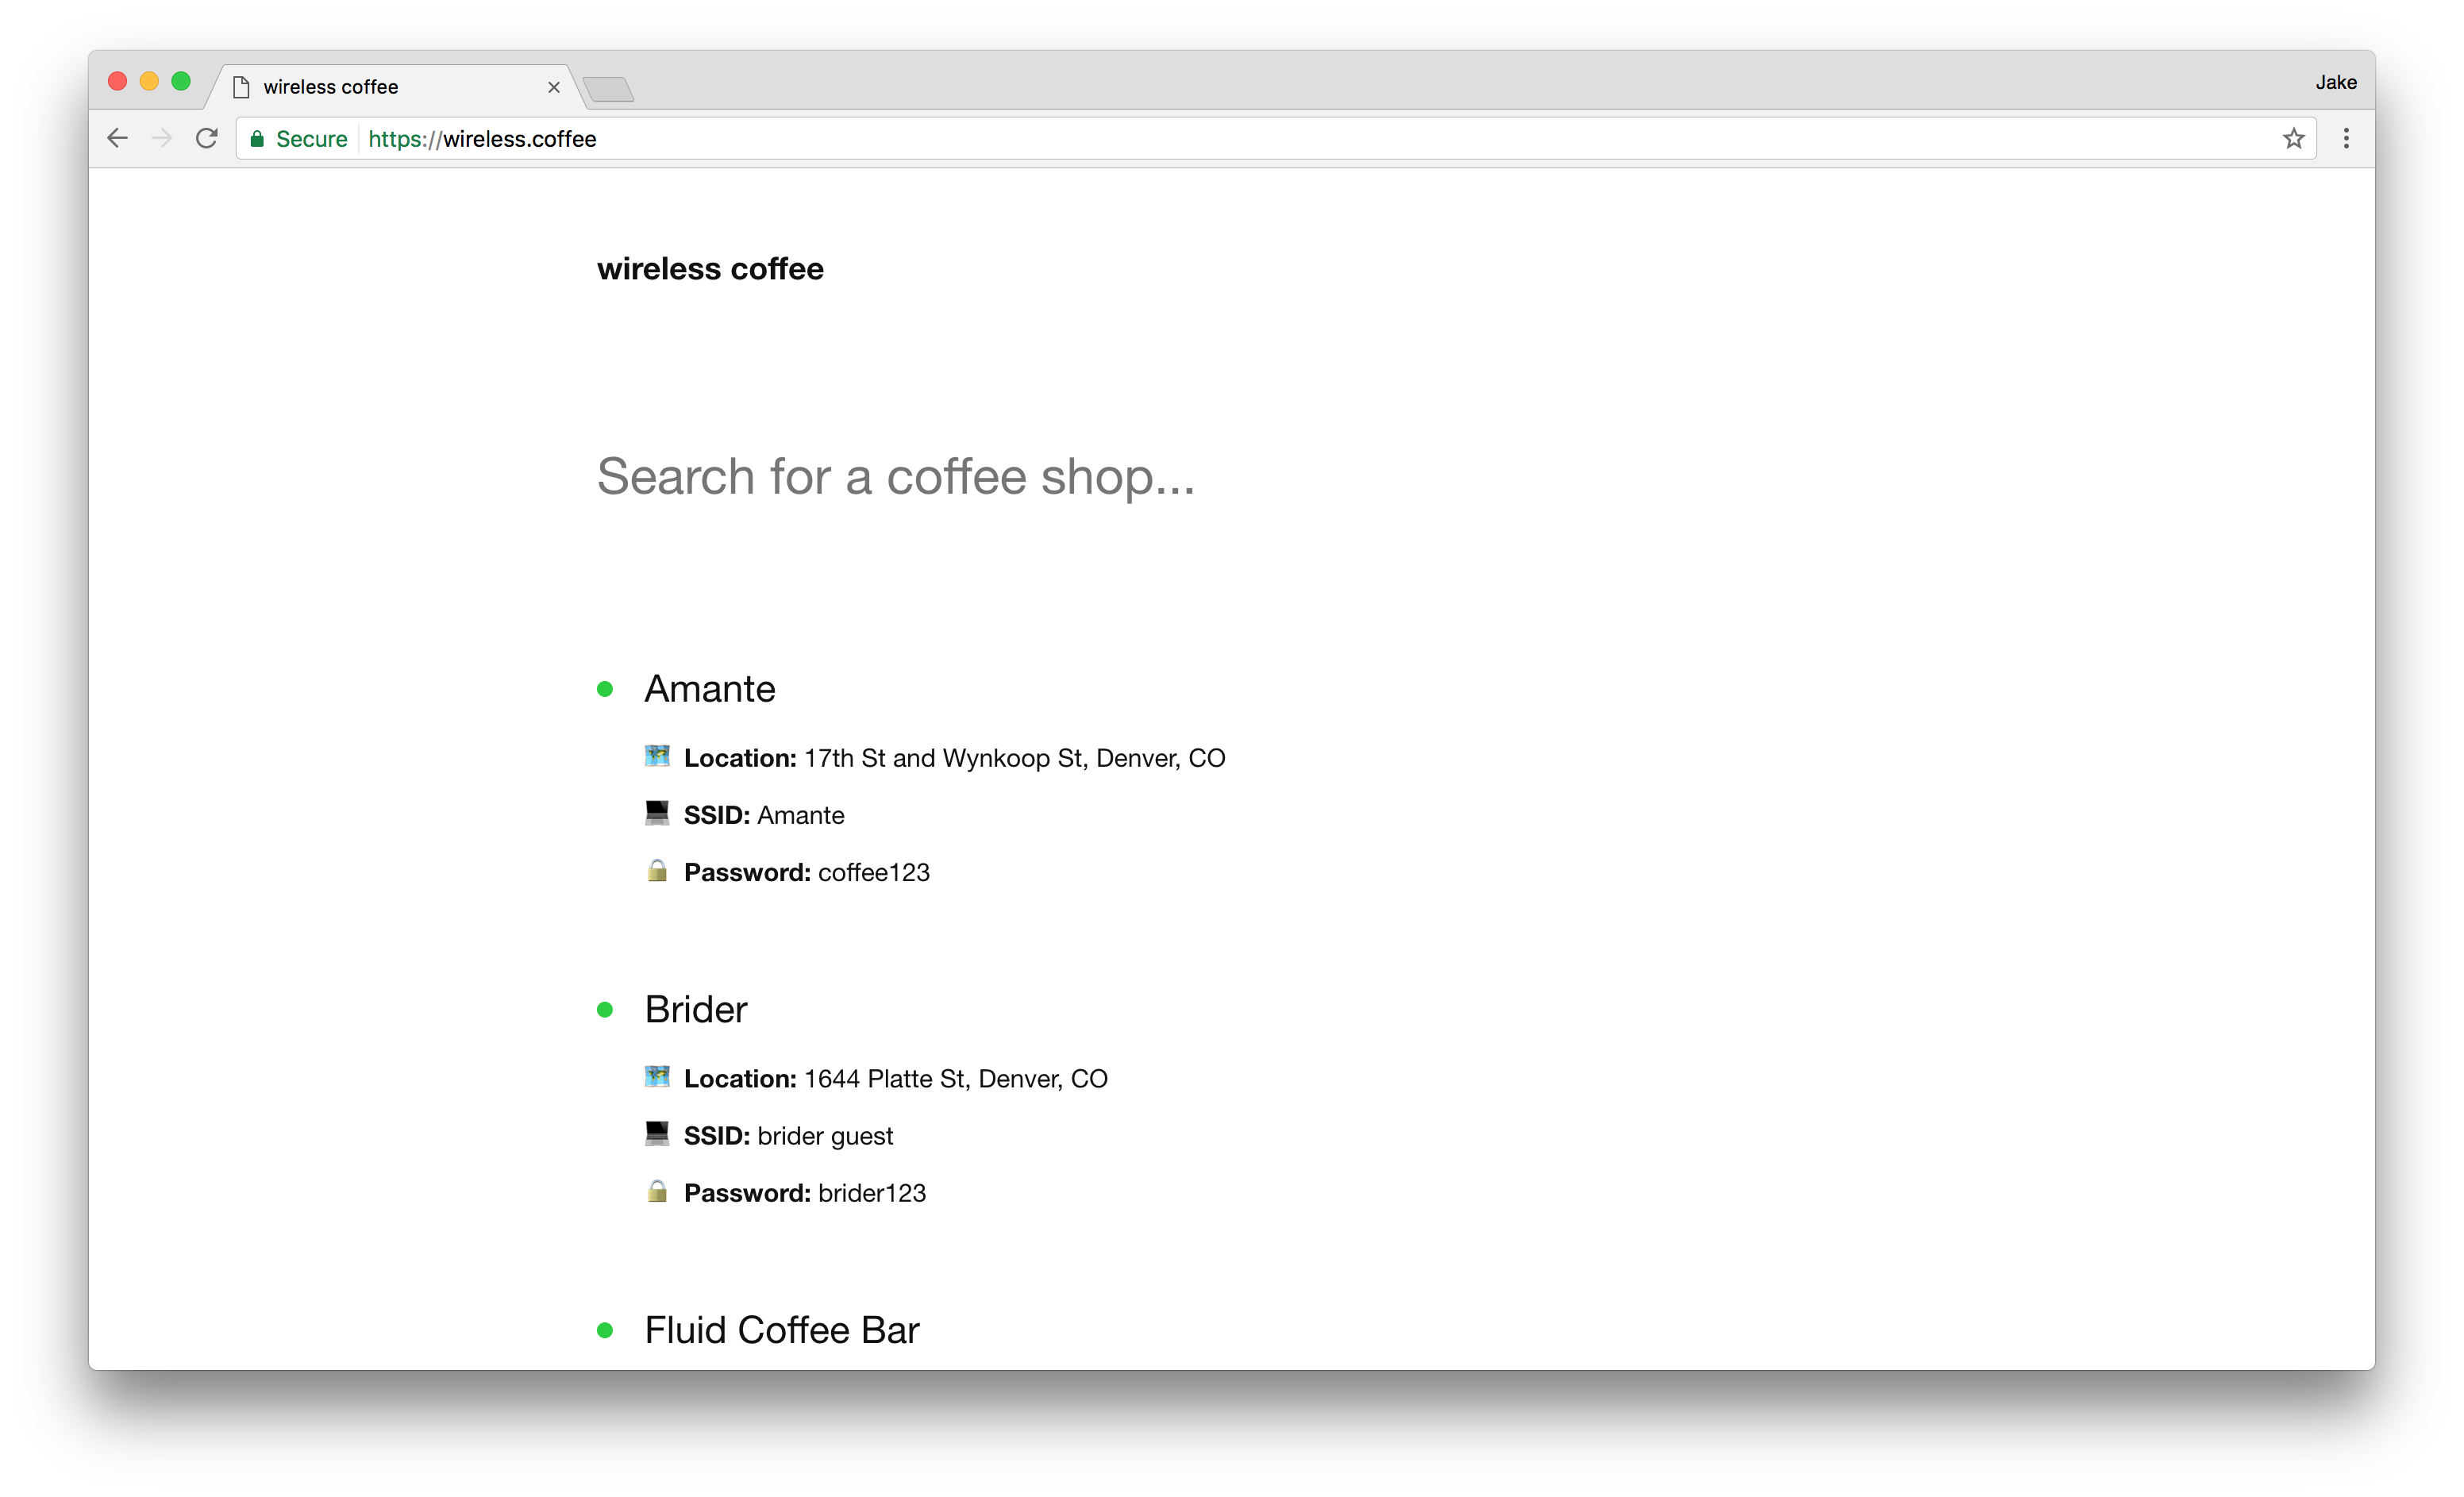 wireless coffee
Jake
Secure https://wireless.coffee
wireless coffee
Search for a coffee shop...
Amante
Location: 17th St and Wynkoop St, Denver, CO
SSID: Amante
Password: coffee123
Brider
Location: 1644 Platte St, Denver, CO
SSID: brider guest
Password: brider123
Fluid Coffee Bar